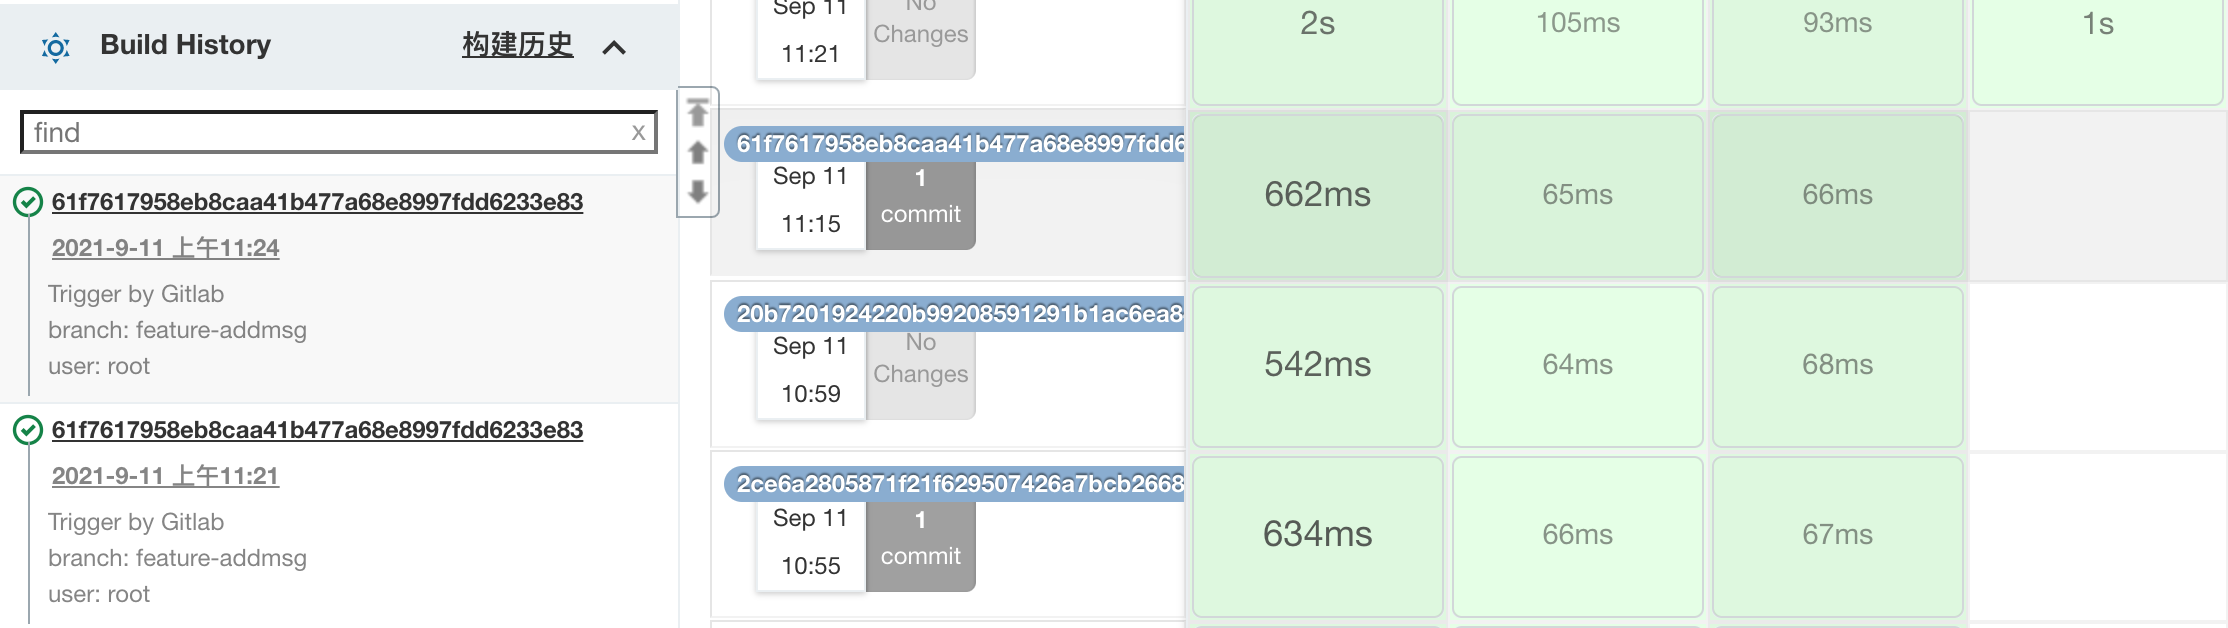 Build History 构建历史
find x
61f7617958eb8caa41b477a68e8997fdd6233e83
2021-9-11 上午11:24
Trigger by Gitlab
branch: feature-addmsg
user: root
61f7617958eb8caa41b477a68e8997fdd6233e83
2021-9-11 上午11:21
Trigger by Gitlab
branch: feature-addmsg
user: root
Sep 11
11:21
No
Changes
2s 105ms 93ms 1s
61f7617958eb8caa41b477a68e8997fdd6
Sep 11
11:15
1
commit
662ms 65ms 66ms
20b7201924220b99208591291b1ac6ea8
Sep 11
10:59
No
Changes
542ms 64ms 68ms
2ce6a2805871f21f629507426a7bcb2668
Sep 11
10:55
1
commit
634ms 66ms 67ms